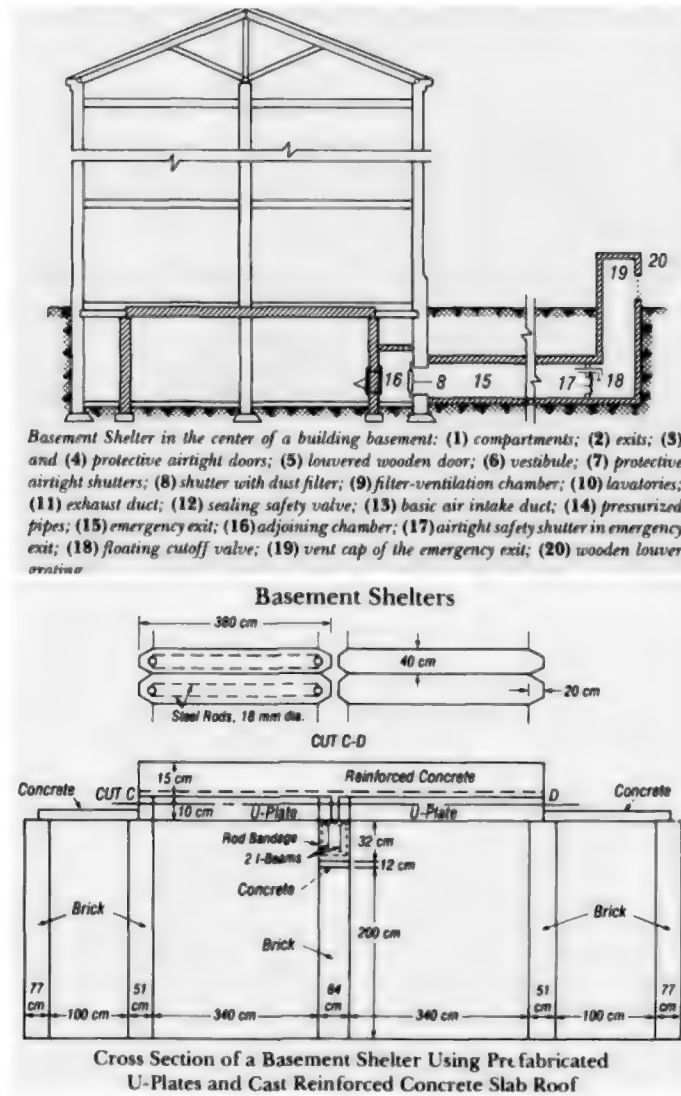 19
20
16
8
15
17
18
Basement Shelter in the center of a building basement: (1) compartments; (2) exits; (3)
and (4) protective airtight doors; (5) louvered wooden door; (6) vestibule; (7) protective
airtight shutters; (8) shutter with dust filter; (9) filter-ventilation chamber; (10) lavatories;
(11) exhaust duct; (12) sealing safety valve; (13) basic air intake duct; (14) pressurized
pipes; (15) emergency exit; (16) adjoining chamber; (17) airtight safety shutter in emergency
exit; (18) floating cutoff valve; (19) vent cap of the emergency exit; (20) wooden louver
grating
Basement Shelters
380 cm
40 cm
20 cm
Steel Rods, 18 mm dia.
CUT C-D
15 cm
Reinforced Concrete
Concrete
CUT C
D
Concrete
10 cm
U-Plate
U-Plate
Rod Bandage
32 cm
2 I-Beams
12 cm
Concrete
Brick
200 cm
Brick
Brick
77 cm
100 cm
51 cm
340 cm
64 cm
340 cm
51 cm
100 cm
77 cm
Cross Section of a Basement Shelter Using Prefabricated
U-Plates and Cast Reinforced Concrete Slab Roof